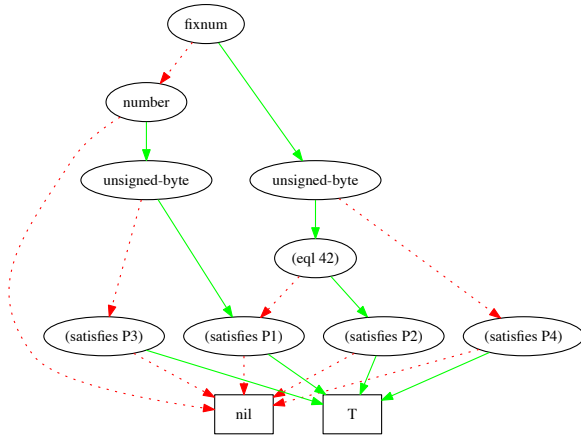 fixnum
number
unsigned-byte
unsigned-byte
(eql 42)
(satisfies P3)
(satisfies P1)
(satisfies P2)
(satisfies P4)
nil
T